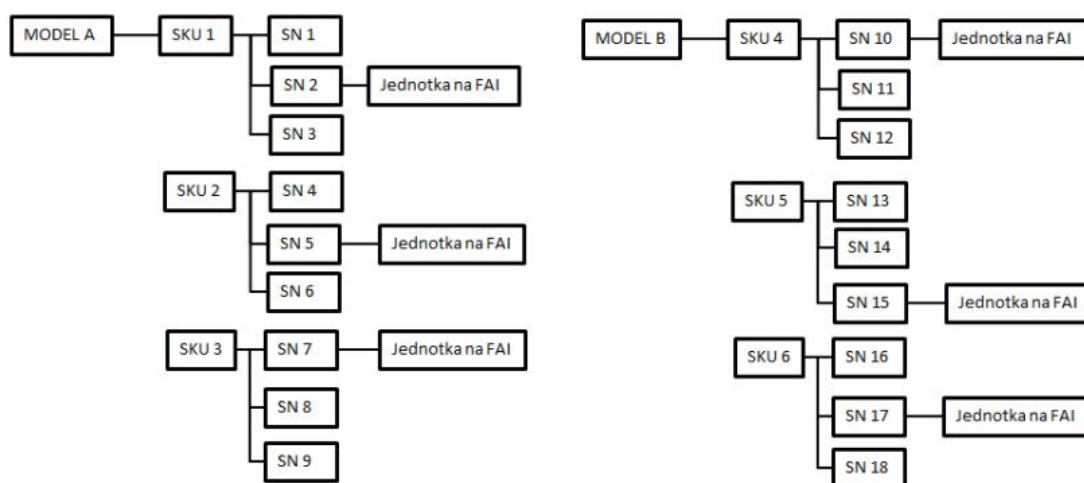 MODEL A
SKU 1
SN 1
SN 2
Jednotka na FAI
SN 3
SKU 2
SN 4
SN 5
Jednotka na FAI
SN 6
SKU 3
SN 7
Jednotka na FAI
SN 8
SN 9
MODEL B
SKU 4
SN 10
Jednotka na FAI
SN 11
SN 12
SKU 5
SN 13
SN 14
SN 15
Jednotka na FAI
SKU 6
SN 16
SN 17
Jednotka na FAI
SN 18